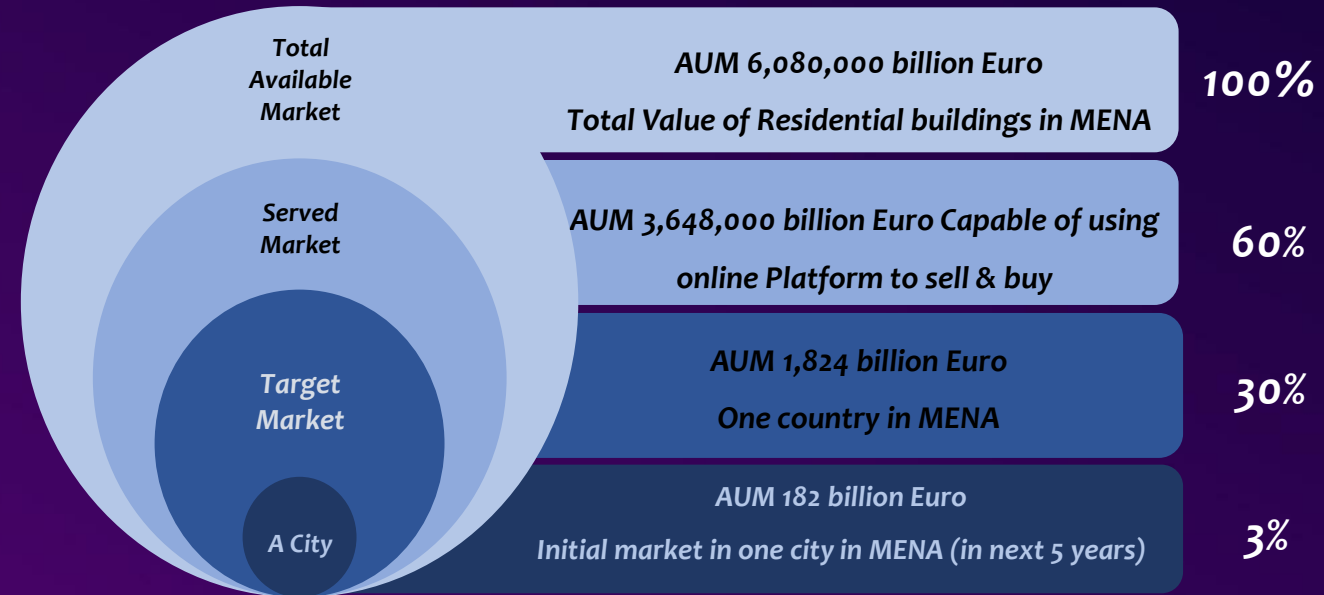 Total
Available
Market
AUM 6,080,000 billion Euro
Total Value of Residential buildings in MENA
100%
Served
Market
AUM 3,648,000 billion Euro Capable of using
online Platform to sell & buy
60%
Target
Market
AUM 1,824 billion Euro
One country in MENA
30%
A City
AUM 182 billion Euro
Initial market in one city in MENA (in next 5 years)
3%